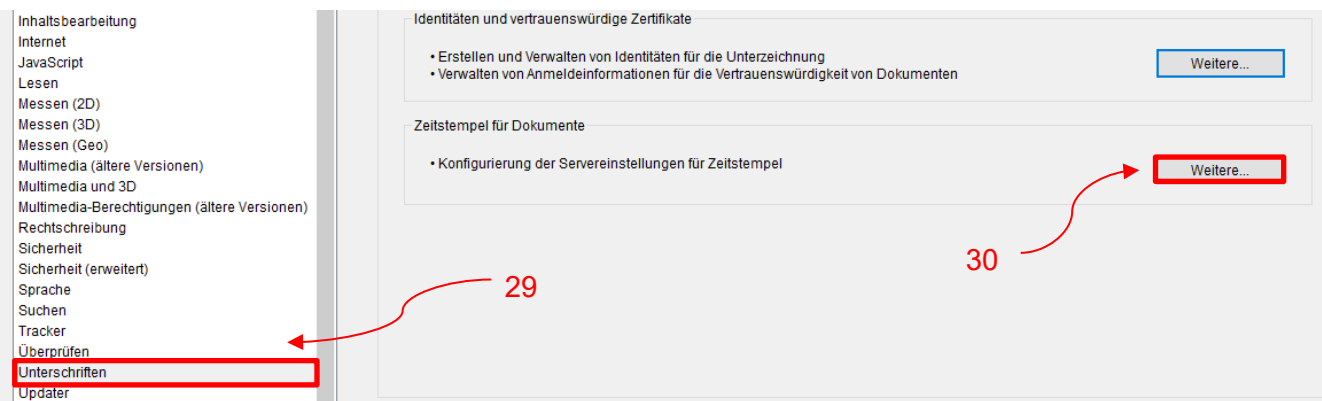 Inhaltsbearbeitung
Internet
JavaScript
Lesen
Messen (2D)
Messen (3D)
Messen (Geo)
Multimedia (ältere Versionen)
Multimedia und 3D
Multimedia-Berechtigungen (ältere Versionen)
Rechtschreibung
Sicherheit
Sicherheit (erweitert)
Sprache
Suchen
Tracker
Überprüfen
Unterschriften
Updater
29
Identitäten und vertrauenswürdige Zertifikate
• Erstellen und Verwalten von Identitäten für die Unterzeichnung
• Verwalten von Anmeldeinformationen für die Vertrauenswürdigkeit von Dokumenten
Weitere...
Zeitstempel für Dokumente
• Konfigurierung der Servereinstellungen für Zeitstempel
Weitere...
30